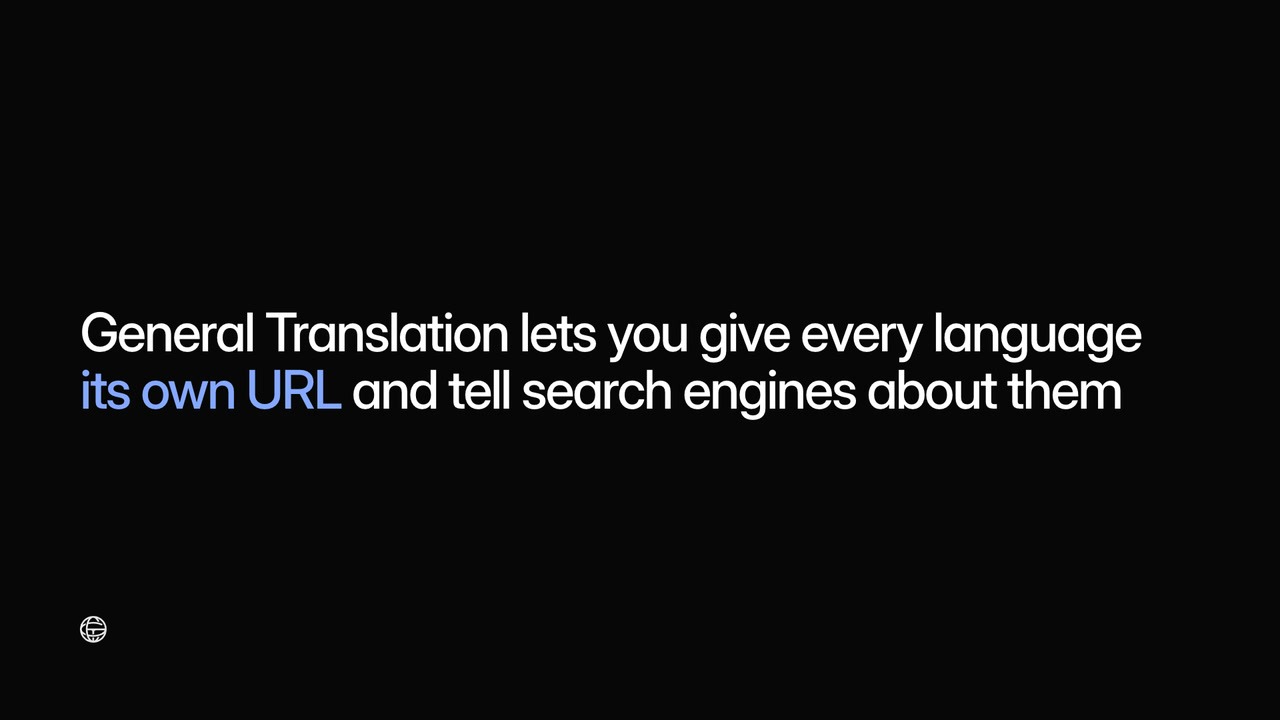 General Translation lets you give every language
its own URL and tell search engines about them